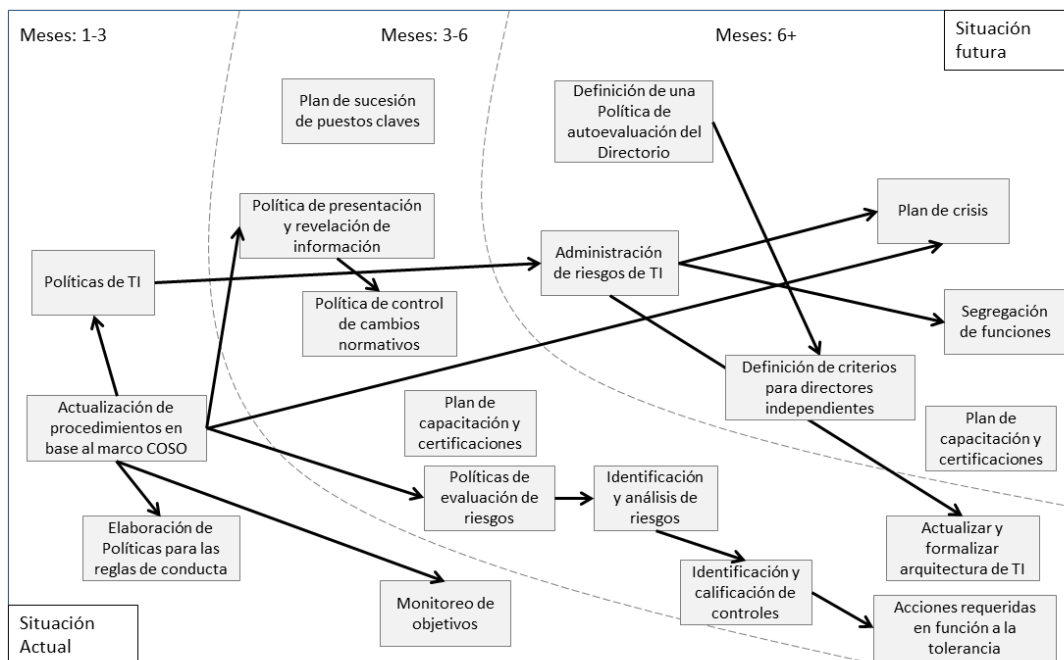 Meses: 1-3
Meses: 3-6
Meses: 6+
Situación
futura
Plan de sucesión
de puestos claves
Definición de una
Política de
autoevaluación del
Directorio
Política de presentación
y revelación de
información
Plan de crisis
Políticas de TI
Administración
de riesgos de TI
Política de control
de cambios
normativos
Segregación
de funciones
Definición de criterios
para directores
independientes
Actualización de
procedimientos en
base al marco COSO
Plan de
capacitación y
certificaciones
Plan de
capacitación y
certificaciones
Políticas de
evaluación de
riesgos
Identificación
y análisis de
riesgos
Elaboración de
Políticas para las
reglas de conducta
Actualizar y
formalizar
arquitectura de TI
Monitoreo de
objetivos
Identificación y
calificación de
controles
Acciones requeridas
en función a la
tolerancia
Situación
Actual